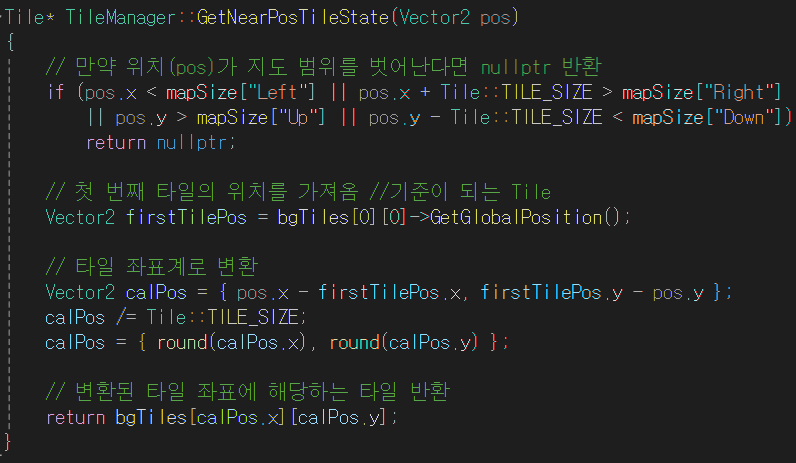 Tile* TileManager::GetNearPosTileState(Vector2 pos)
{
    // 만약 위치(pos)가 지도 범위를 벗어난다면 nullptr 반환
    if (pos.x < mapSize["Left"] || pos.x + Tile::TILE_SIZE > mapSize["Right"]
        || pos.y > mapSize["Up"] || pos.y - Tile::TILE_SIZE < mapSize["Down"])
        return nullptr;
    // 첫 번째 타일의 위치를 가져옴 //기준이 되는 Tile
    Vector2 firstTilePos = bgTiles[0][0]->GetGlobalPosition();
    // 타일 좌표계로 변환
    Vector2 calPos = { pos.x - firstTilePos.x, firstTilePos.y - pos.y };
    calPos /= Tile::TILE_SIZE;
    calPos = { round(calPos.x), round(calPos.y) };
    // 변환된 타일 좌표에 해당하는 타일 반환
    return bgTiles[calPos.x][calPos.y];
}